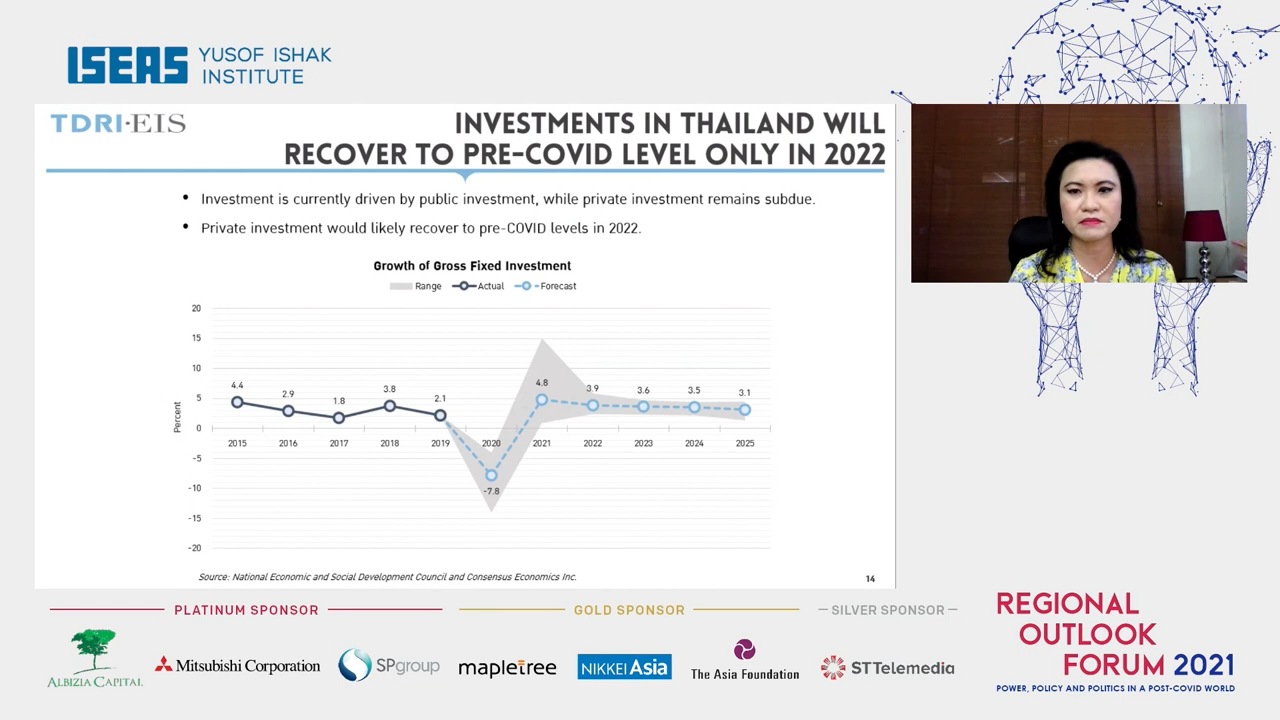 ISEAS YUSOF ISHAK
INSTITUTE
TDRI·EIS
INVESTMENTS IN THAILAND WILL
RECOVER TO PRE-COVID LEVEL ONLY IN 2022
• Investment is currently driven by public investment, while private investment remains subdue.
• Private investment would likely recover to pre-COVID levels in 2022.
Growth of Gross Fixed Investment
Range Actual Forecast
Percent
20
15
10
5
0
-5
-10
-15
-20
4.4 2.9 1.8 3.8 2.1 -7.8 4.8 3.9 3.6 3.5 3.1
2015 2016 2017 2018 2019 2020 2021 2022 2023 2024 2025
Source: National Economic and Social Development Council and Consensus Economics Inc.
14
PLATINUM SPONSOR GOLD SPONSOR SILVER SPONSOR
ALBIZIA CAPITAL Mitsubishi Corporation SPgroup mapletree NIKKEI Asia The Asia Foundation ST Telemedia
REGIONAL
OUTLOOK
FORUM 2021
POWER, POLICY AND POLITICS IN A POST-COVID WORLD